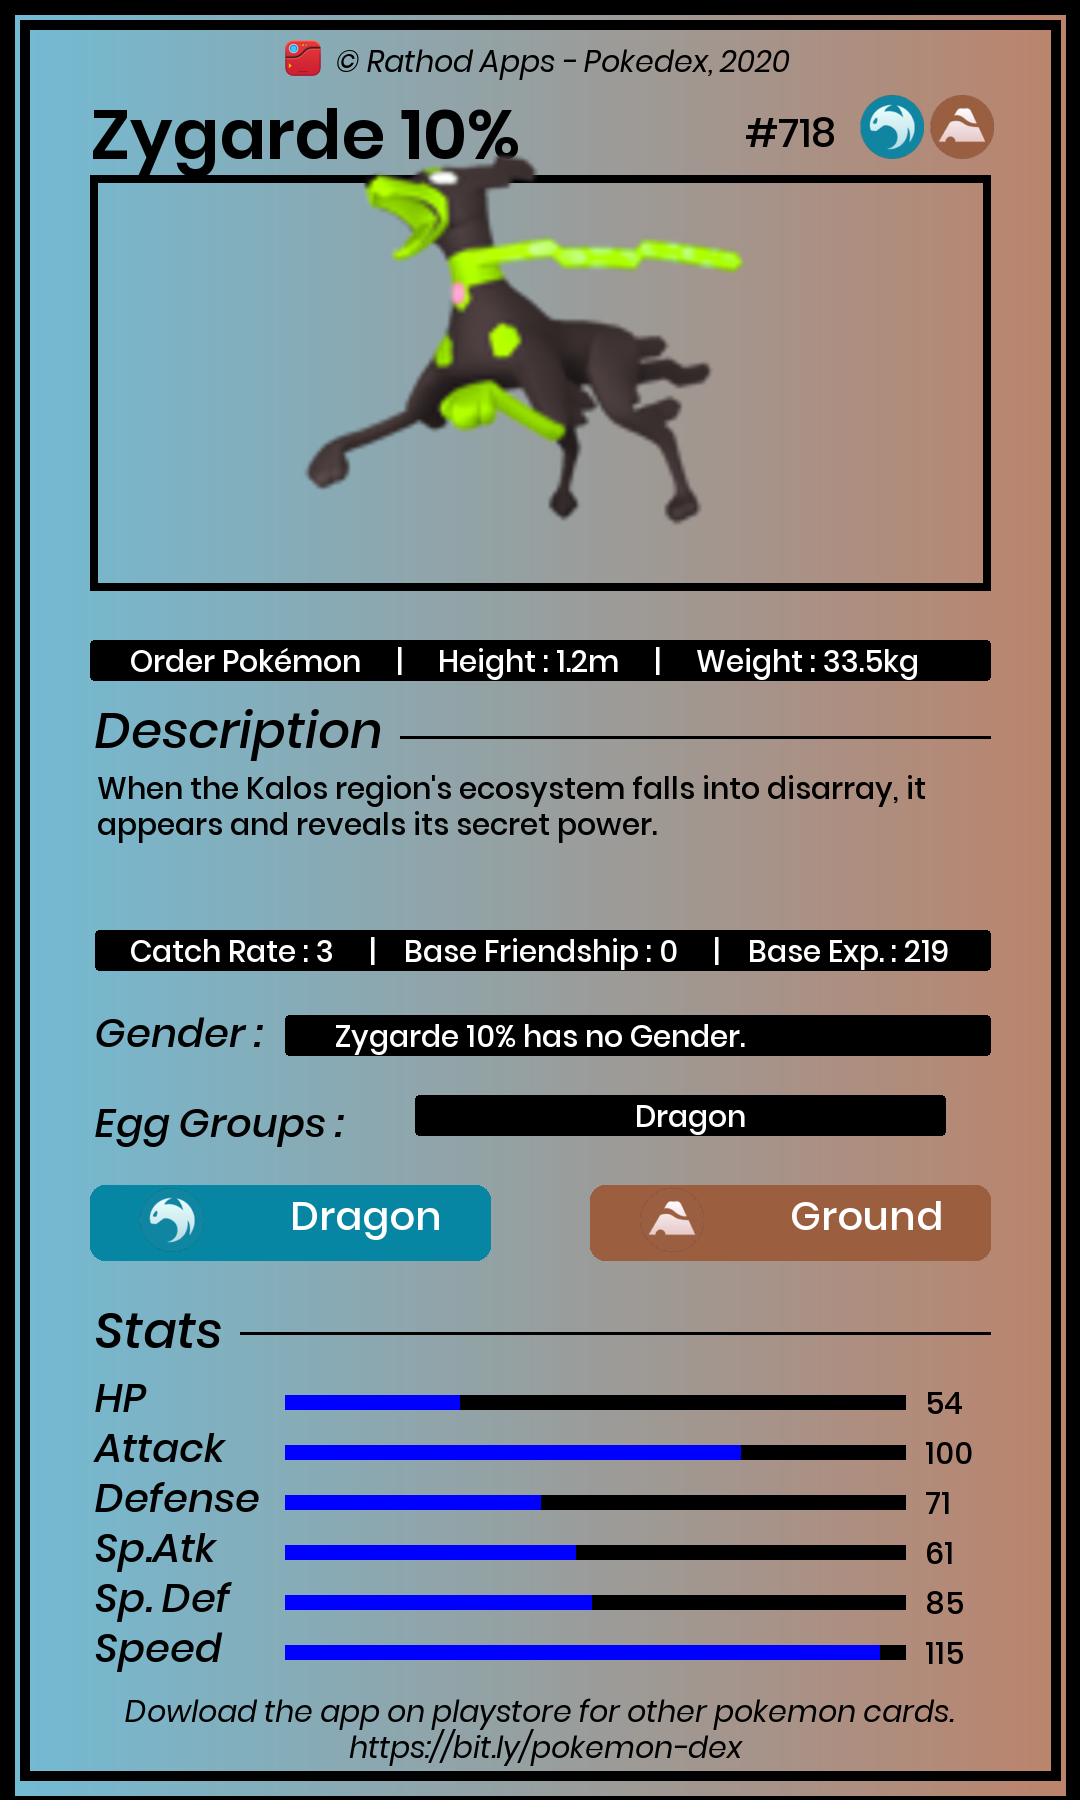 © Rathod Apps - Pokedex, 2020
Zygarde 10% #718
Order Pokémon | Height : 1.2m | Weight : 33.5kg
Description
When the Kalos region's ecosystem falls into disarray, it
appears and reveals its secret power.
Catch Rate : 3 | Base Friendship : 0 | Base Exp. : 219
Gender : Zygarde 10% has no Gender.
Egg Groups : Dragon
Dragon Ground
Stats
HP 54
Attack 100
Defense 71
Sp.Atk 61
Sp. Def 85
Speed 115
Dowload the app on playstore for other pokemon cards.
https://bit.ly/pokemon-dex